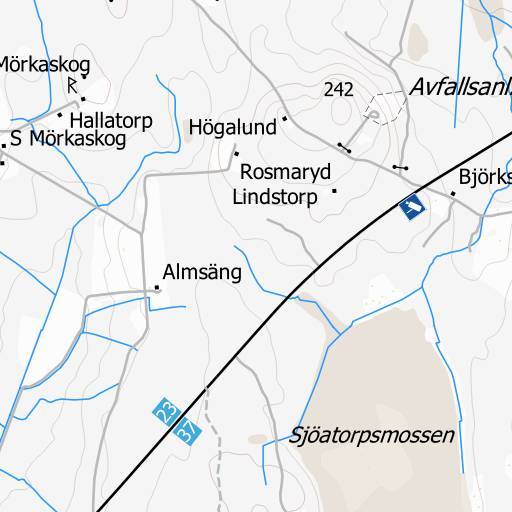 Mörkaskog
R
242
Avfallsanl
Hallatorp
Högalund
S Mörkaskog
Rosmaryd
Björks
Lindstorp
Almsäng
23
37
Sjöatorpsmossen